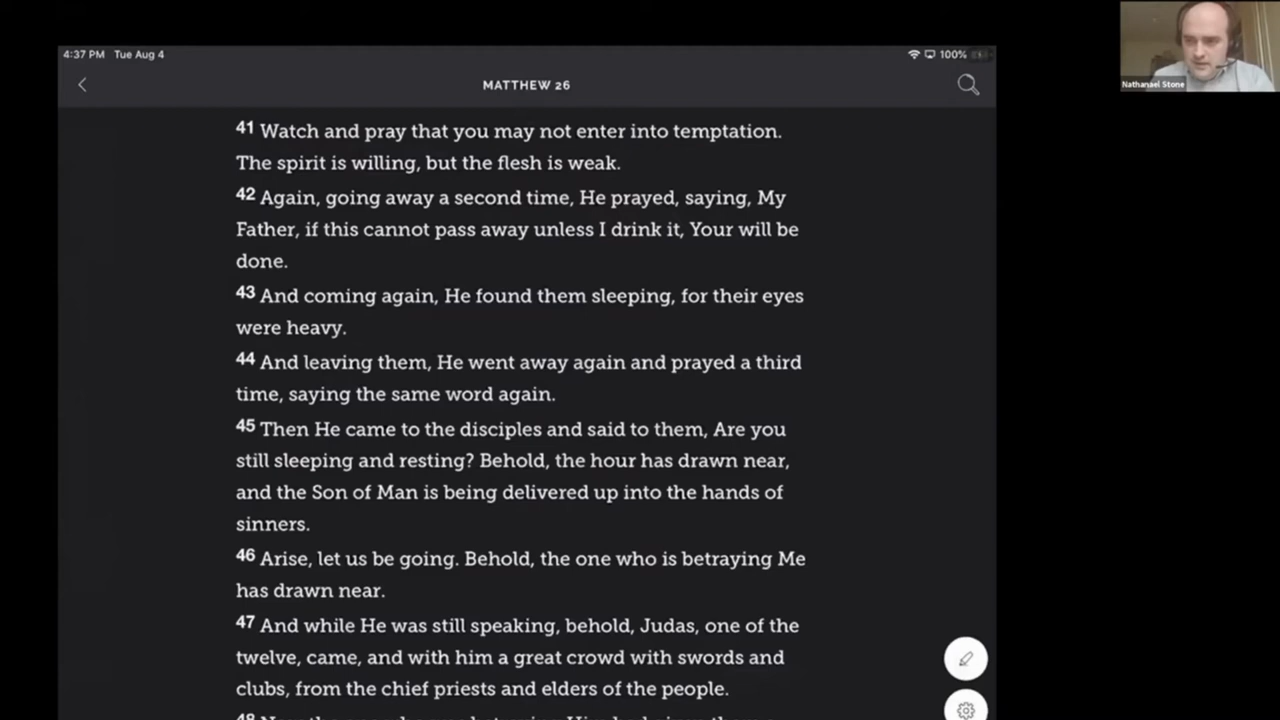 4:37 PM Tue Aug 4
100%
MATTHEW 26
Nathanael Stone
41 Watch and pray that you may not enter into temptation.
The spirit is willing, but the flesh is weak.
42 Again, going away a second time, He prayed, saying, My
Father, if this cannot pass away unless I drink it, Your will be
done.
43 And coming again, He found them sleeping, for their eyes
were heavy.
44 And leaving them, He went away again and prayed a third
time, saying the same word again.
45 Then He came to the disciples and said to them, Are you
still sleeping and resting? Behold, the hour has drawn near,
and the Son of Man is being delivered up into the hands of
sinners.
46 Arise, let us be going. Behold, the one who is betraying Me
has drawn near.
47 And while He was still speaking, behold, Judas, one of the
twelve, came, and with him a great crowd with swords and
clubs, from the chief priests and elders of the people.
48